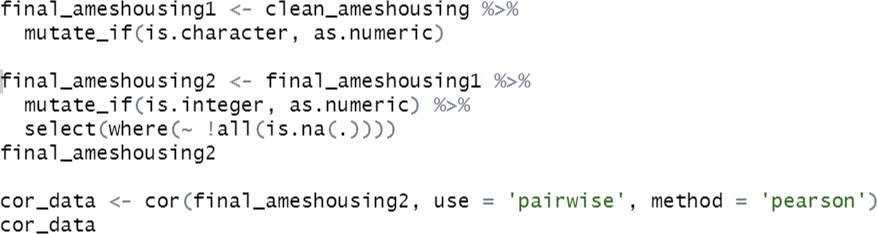 final_ameshousing1 <- clean_ameshousing %>%
  mutate_if(is.character, as.numeric)

final_ameshousing2 <- final_ameshousing1 %>%
  mutate_if(is.integer, as.numeric) %>%
  select(where(~ !all(is.na(.))))
final_ameshousing2

cor_data <- cor(final_ameshousing2, use = 'pairwise', method = 'pearson')
cor_data